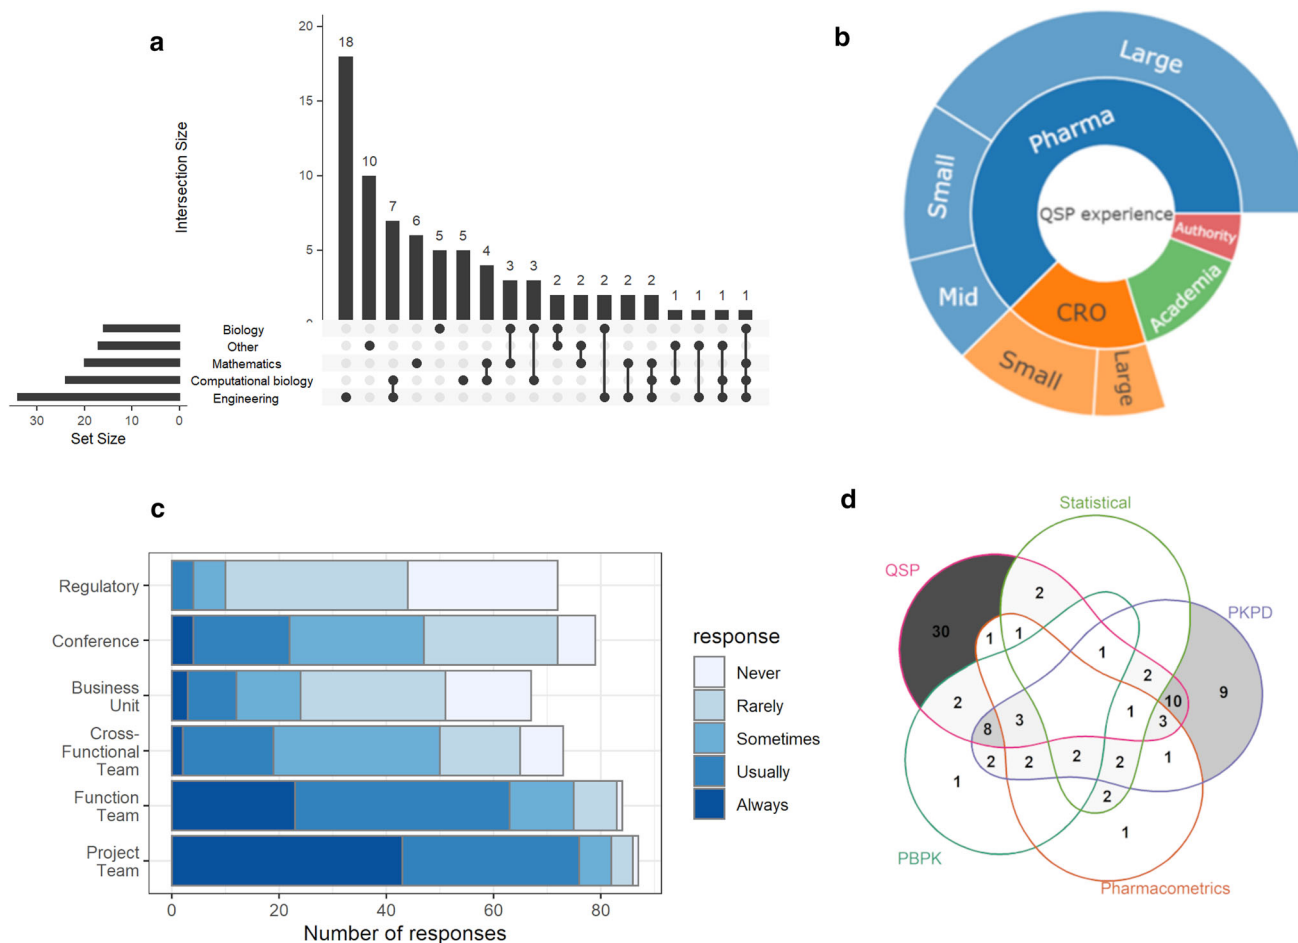 a
Intersection Size
20
15
10
5
0
18
10
7
6
5
5
4
3
3
2
2
2
2
2
1
1
1
1
Biology
Other
Mathematics
Computational biology
Engineering
30
20
10
0
Set Size
b
Large
Pharma
Small
Mid
QSP experience
Authority
Academia
CRO
Small
Large
c
Regulatory
Conference
Business
Unit
Cross-
Functional
Team
Function
Team
Project
Team
0
20
40
60
80
Number of responses
response
Never
Rarely
Sometimes
Usually
Always
d
Statistical
QSP
PKPD
PBPK
Pharmacometrics
2
30
1
1
1
2
9
2
10
1
3
3
8
2
2
2
2
1
1
2
1